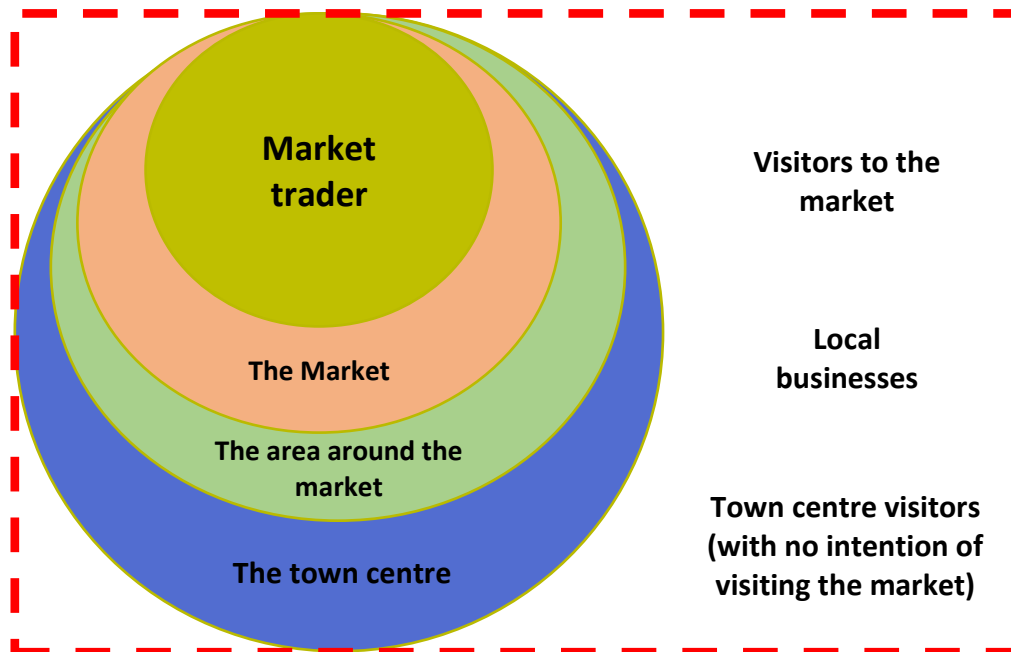 Market
trader
The Market
The area around the
market
The town centre
Visitors to the
market
Local
businesses
Town centre visitors
(with no intention of
visiting the market)